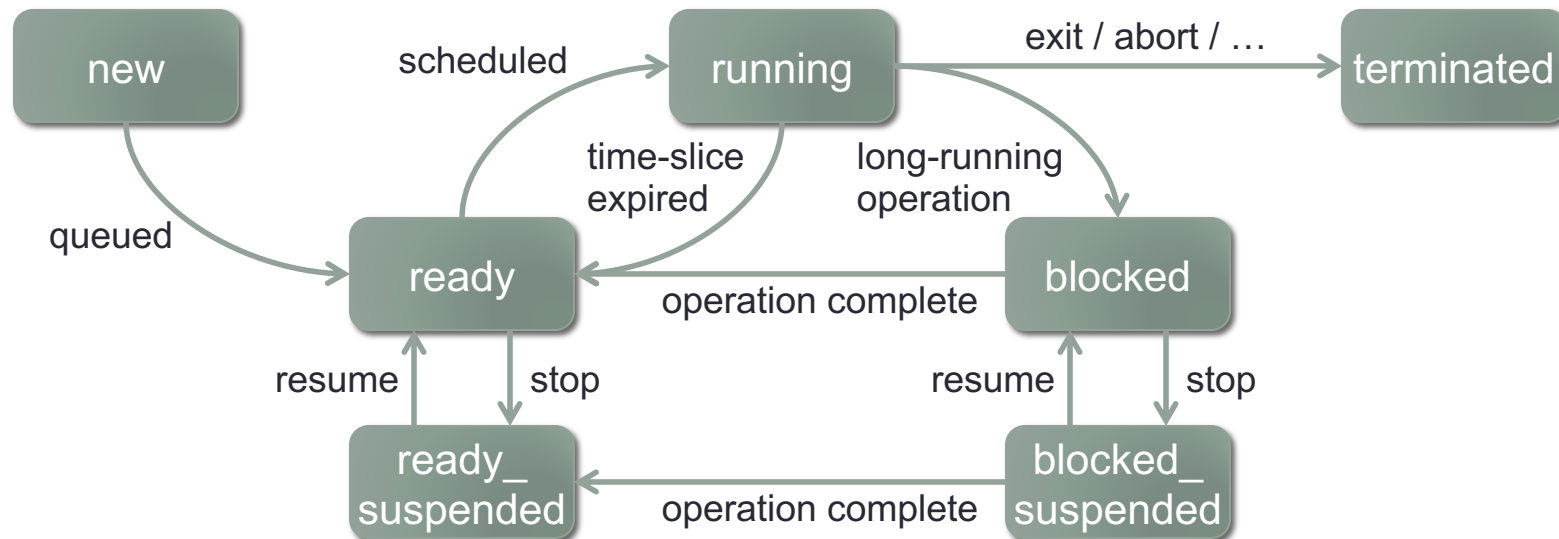 new
scheduled
running
exit / abort / …
terminated
time-slice
expired
long-running
operation
queued
ready
operation complete
blocked
resume
stop
resume
stop
ready_
suspended
operation complete
blocked_
suspended